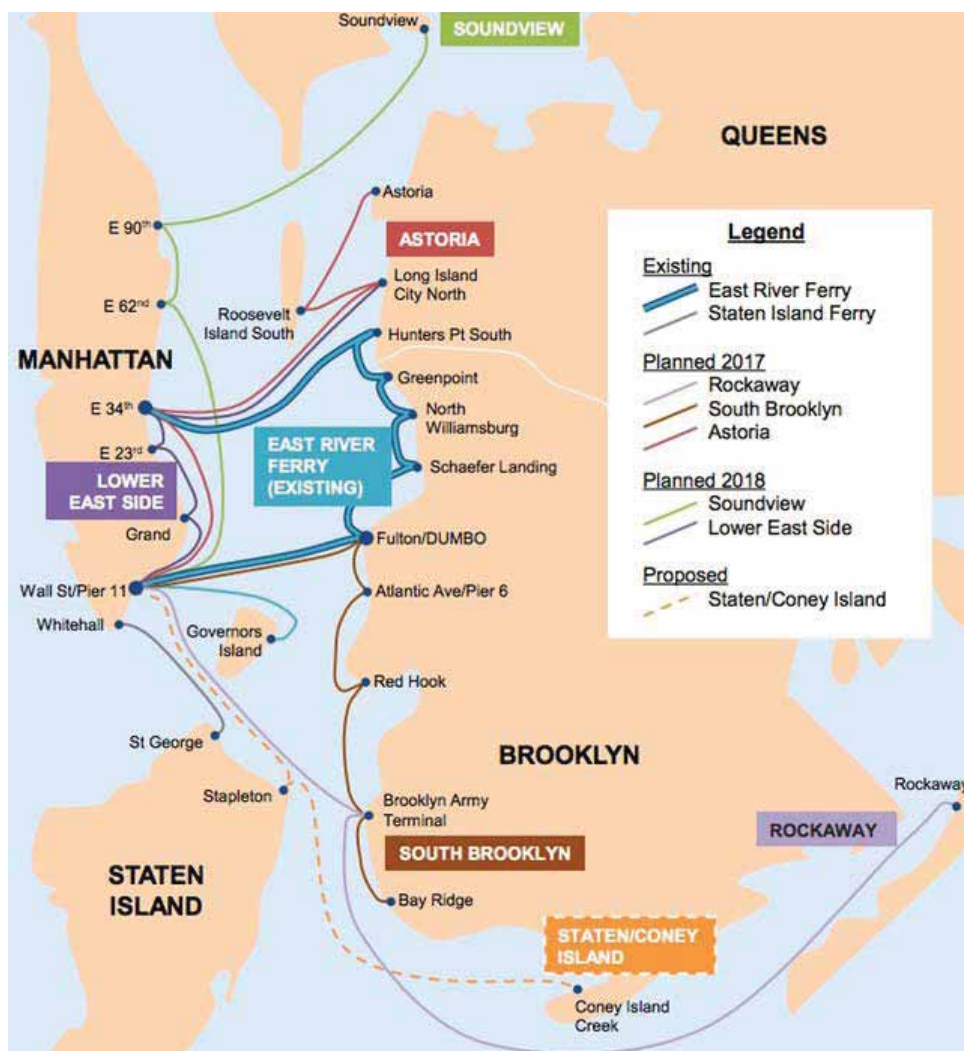 Soundview
SOUNDVIEW
QUEENS
Astoria
E 90th
ASTORIA
Long Island
City North
E 62nd
Roosevelt
Island South
Hunters Pt South
MANHATTAN
Greenpoint
E 34th
North
Williamsburg
E 23rd
EAST RIVER
FERRY
(EXISTING)
Schaefer Landing
LOWER
EAST SIDE
Grand
Fulton/DUMBO
Wall St/Pier 11
Atlantic Ave/Pier 6
Whitehall
Governors
Island
Red Hook
St George
BROOKLYN
Stapleton
Brooklyn Army
Terminal
Rockaway
ROCKAWAY
SOUTH BROOKLYN
STATEN
ISLAND
Bay Ridge
STATEN/CONEY
ISLAND
Coney Island
Creek
Legend
Existing
East River Ferry
Staten Island Ferry
Planned 2017
Rockaway
South Brooklyn
Astoria
Planned 2018
Soundview
Lower East Side
Proposed
Staten/Coney Island